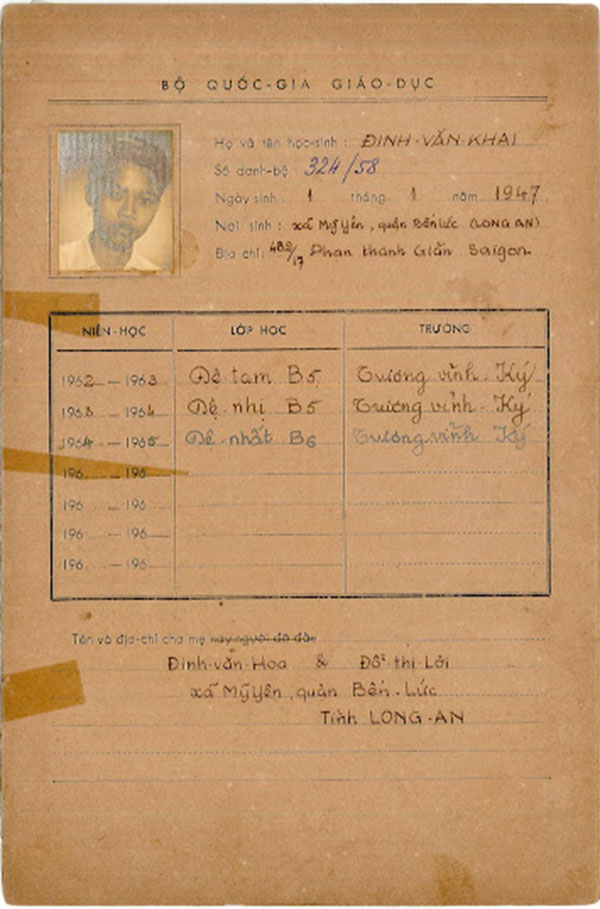 BỘ QUỐC-GIA GIÁO-DỤC
Họ và tên học-sinh : ĐINH-VĂN-KHAI
Số danh-bộ : 324/58
Ngày sinh : 1 tháng 1 năm 1947
Nơi sinh : xã Mỹ Yên, quận Bến Lức (LONG AN)
Địa chỉ: 482/17 Phan thanh Giản Saigon
NIÊN-HỌC LỚP HỌC TRƯỜNG
1962 — 1963 Đệ tam B5 Trương vĩnh-Ký
1963 — 1964 Đệ nhị B5 Trương vĩnh-Ký
1964 — 1965 Đệ nhất B6 Trương vĩnh Ký
196 — 196
196 — 196
196 — 196
196 — 196
Tên và địa-chỉ cha mẹ hay người đỡ đầu
Đinh-văn-Hoa & Đỗ thị-Lời
xã Mỹ Yên, quận Bến-Lức
Tỉnh LONG-AN